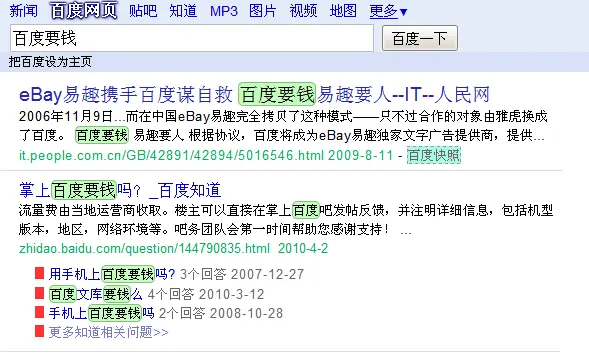 新闻 百度网页 贴吧 知道 MP3 图片 视频 地图 更多▼
百度要钱 百度一下
把百度设为主页
eBay易趣携手百度谋自救 百度要钱易趣要人--IT--人民网
2006年11月9日...而在中国eBay易趣完全拷贝了这种模式——只不过合作的对象由雅虎换成
了百度。 百度要钱 易趣要人 根据协议，百度将成为eBay易趣独家文字广告提供商，提供...
it.people.com.cn/GB/42891/42894/5016546.html 2009-8-11 - 百度快照
掌上百度要钱吗？_百度知道
流量费由当地运营商收取。楼主可以直接在掌上百度吧发帖反馈，并注明详细信息，包括机型
版本，地区，网络环境等。吧务团队会第一时间帮助您感谢支持！ ...
zhidao.baidu.com/question/144790835.html 2010-4-2
用手机上百度要钱吗? 3个回答 2007-12-27
百度文库要钱么 4个回答 2010-3-12
手机上百度要钱吗 2个回答 2008-10-28
更多知道相关问题>>